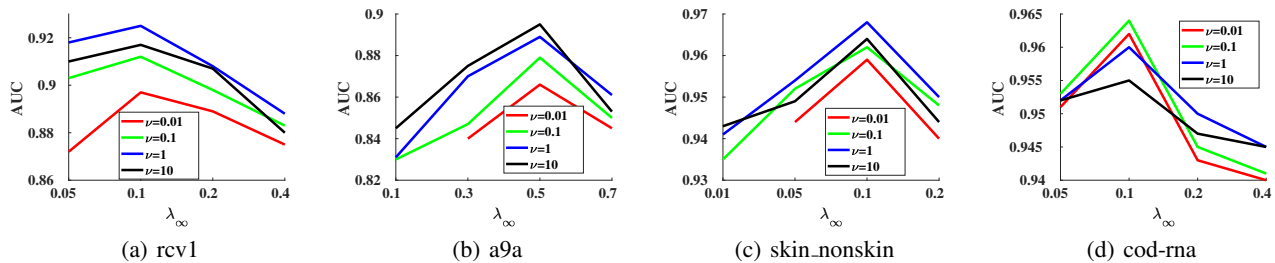 0.92
0.9
0.88
0.86
AUC
ν=0.01
ν=0.1
ν=1
ν=10
0.05 0.1 0.2 0.4
λ∞
(a) rcv1
0.9
0.88
0.86
0.84
0.82
AUC
ν=0.01
ν=0.1
ν=1
ν=10
0.1 0.3 0.5 0.7
λ∞
(b) a9a
0.97
0.96
0.95
0.94
0.93
AUC
ν=0.01
ν=0.1
ν=1
ν=10
0.01 0.05 0.1 0.2
λ∞
(c) skin_nonskin
0.965
0.96
0.955
0.95
0.945
0.94
AUC
ν=0.01
ν=0.1
ν=1
ν=10
0.05 0.1 0.2 0.4
λ∞
(d) cod-rna